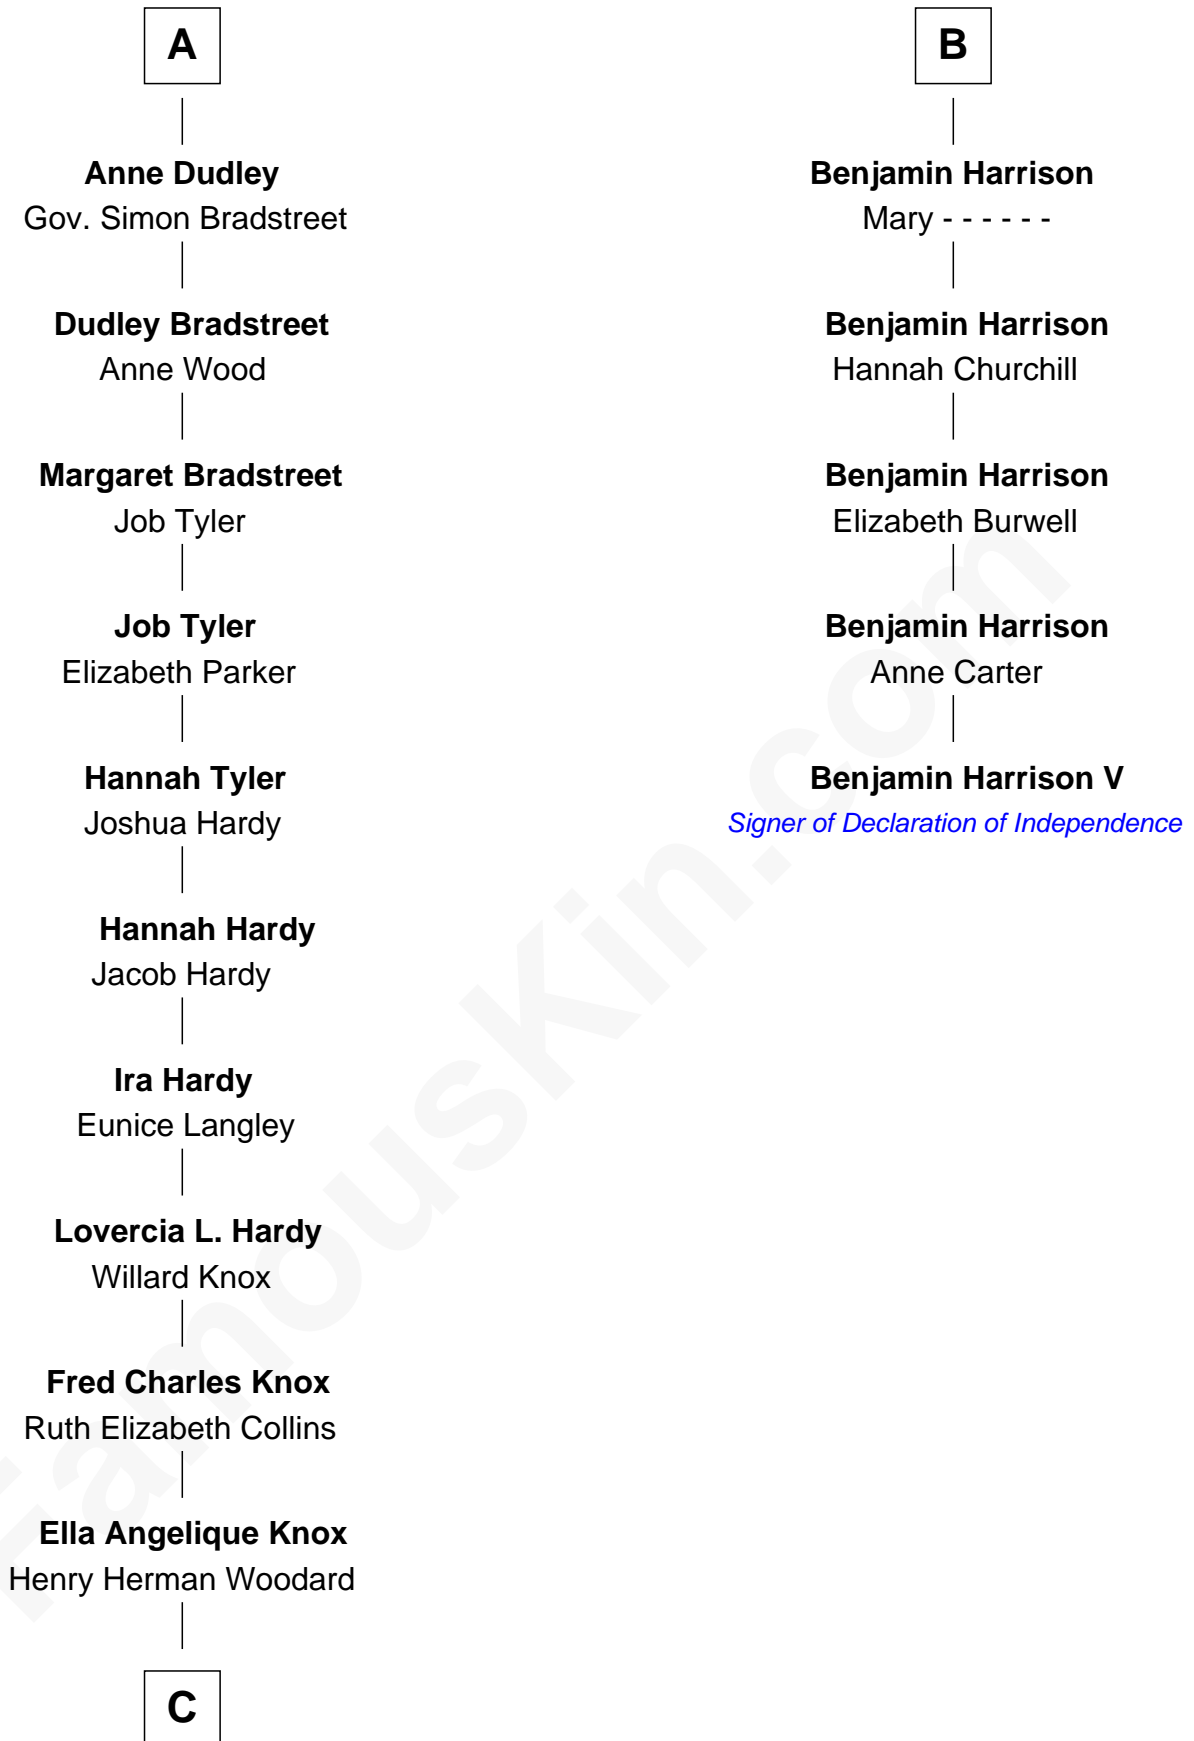 A
Anne Dudley
Gov. Simon Bradstreet
Dudley Bradstreet
Anne Wood
Margaret Bradstreet
Job Tyler
Job Tyler
Elizabeth Parker
Hannah Tyler
Joshua Hardy
Hannah Hardy
Jacob Hardy
Ira Hardy
Eunice Langley
Lovercia L. Hardy
Willard Knox
Fred Charles Knox
Ruth Elizabeth Collins
Ella Angelique Knox
Henry Herman Woodard
C
B
Benjamin Harrison
Mary - - - - - -
Benjamin Harrison
Hannah Churchill
Benjamin Harrison
Elizabeth Burwell
Benjamin Harrison
Anne Carter
Benjamin Harrison V
Signer of Declaration of Independence
FamousKin.com